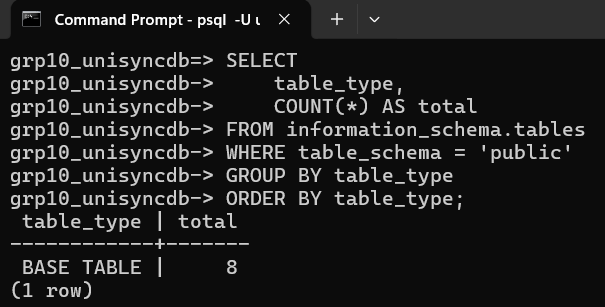 Command Prompt - psql -U u
grp10_unisyncdb=> SELECT
grp10_unisyncdb->     table_type,
grp10_unisyncdb->     COUNT(*) AS total
grp10_unisyncdb-> FROM information_schema.tables
grp10_unisyncdb-> WHERE table_schema = 'public'
grp10_unisyncdb-> GROUP BY table_type
grp10_unisyncdb-> ORDER BY table_type;
 table_type | total
------------+-------
 BASE TABLE |     8
(1 row)